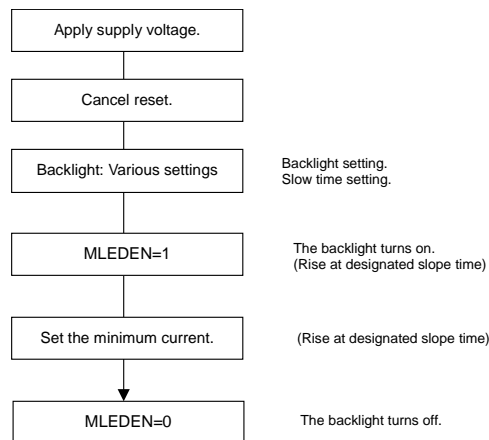 Apply supply voltage.
Cancel reset.
Backlight: Various settings
Backlight setting.
Slow time setting.
MLEDEN=1
The backlight turns on.
(Rise at designated slope time)
Set the minimum current.
(Rise at designated slope time)
MLEDEN=0
The backlight turns off.